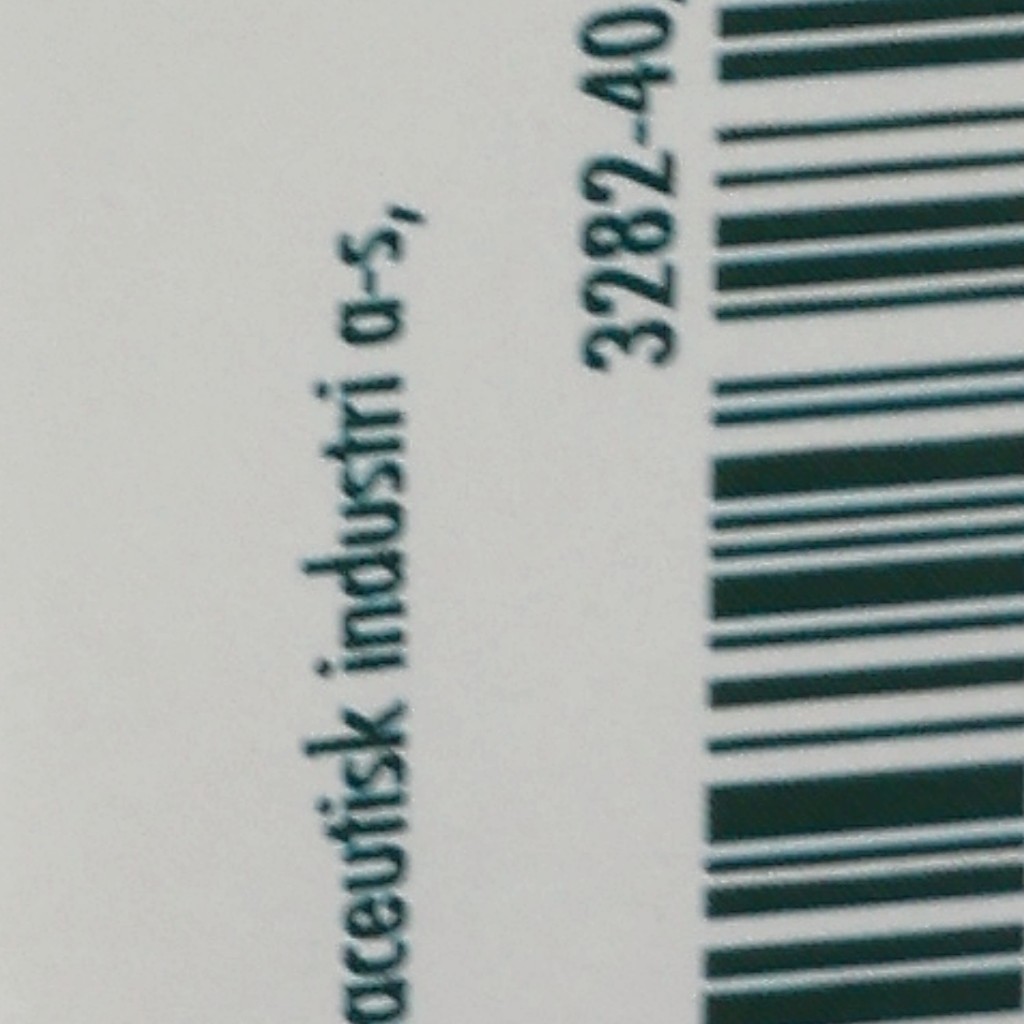 aceutisk industri a-s,
3282-40,